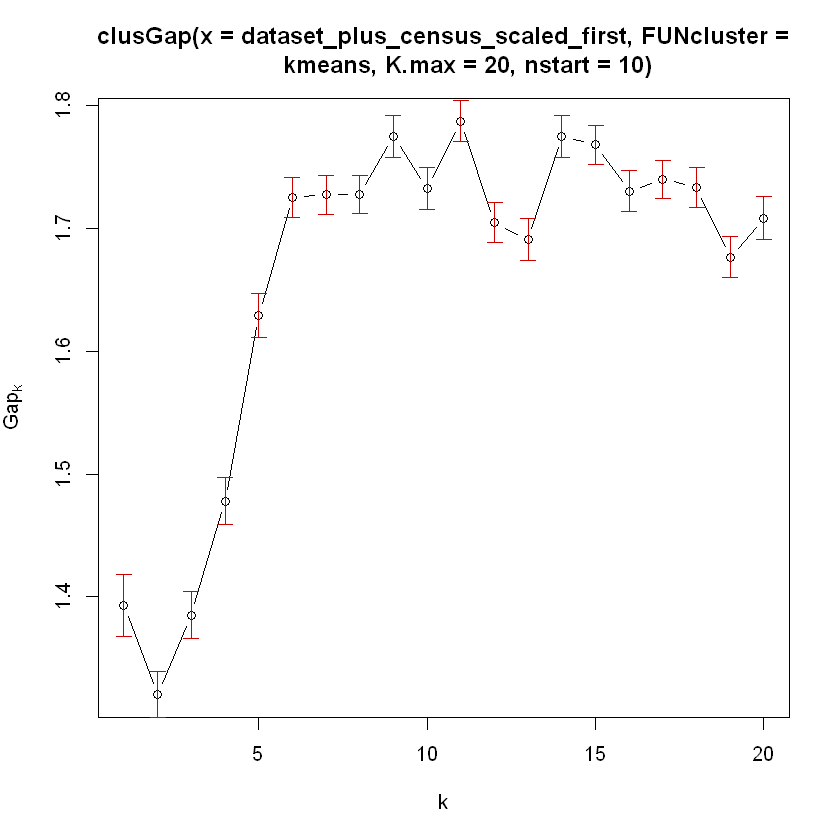 clusGap(x = dataset_plus_census_scaled_first, FUNcluster =
kmeans, K.max = 20, nstart = 10)
1.8
1.7
1.6
1.5
1.4
Gapk
5 10 15 20
k